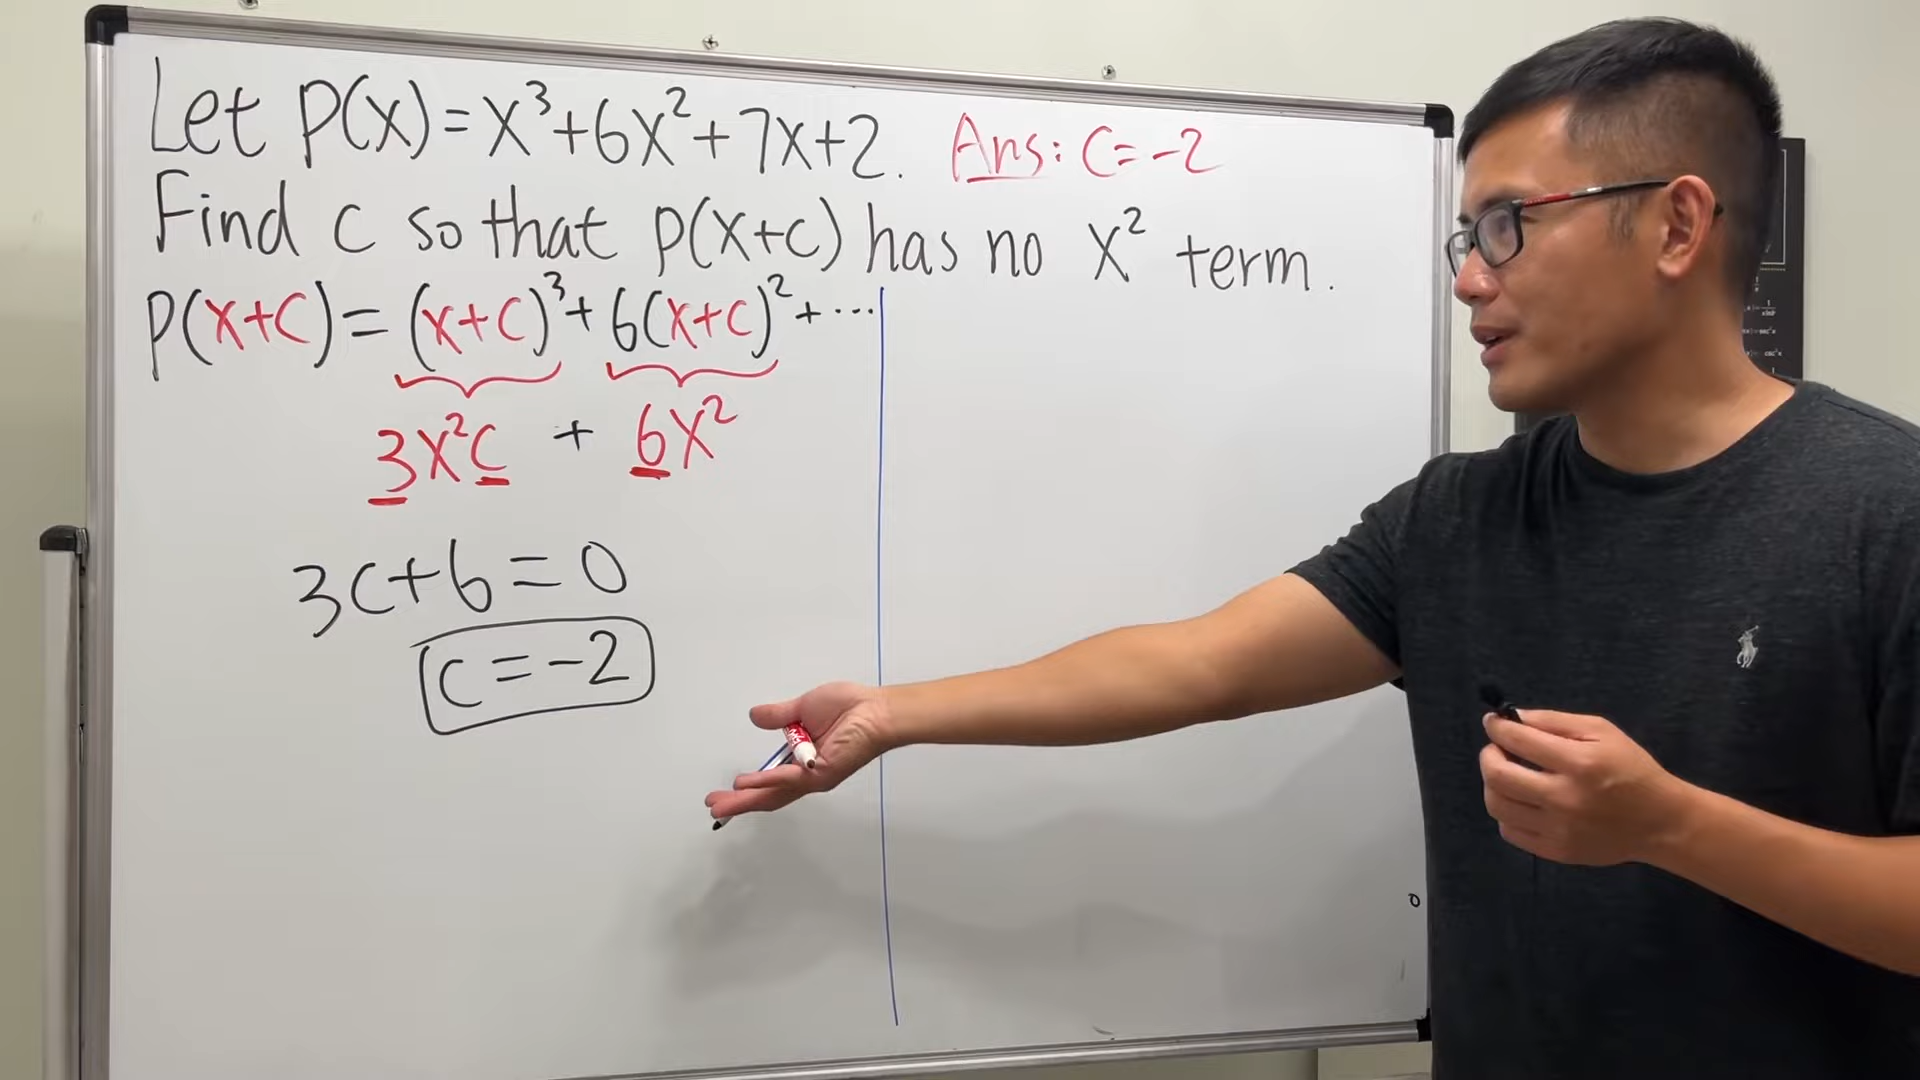 Let P(x)=x³+6x²+7x+2. Ans: C=-2
Find c so that p(x+c) has no x² term.
p(x+c)=(x+c)³+6(x+c)²+...
3x²c + 6x²
3c+6=0
c=-2